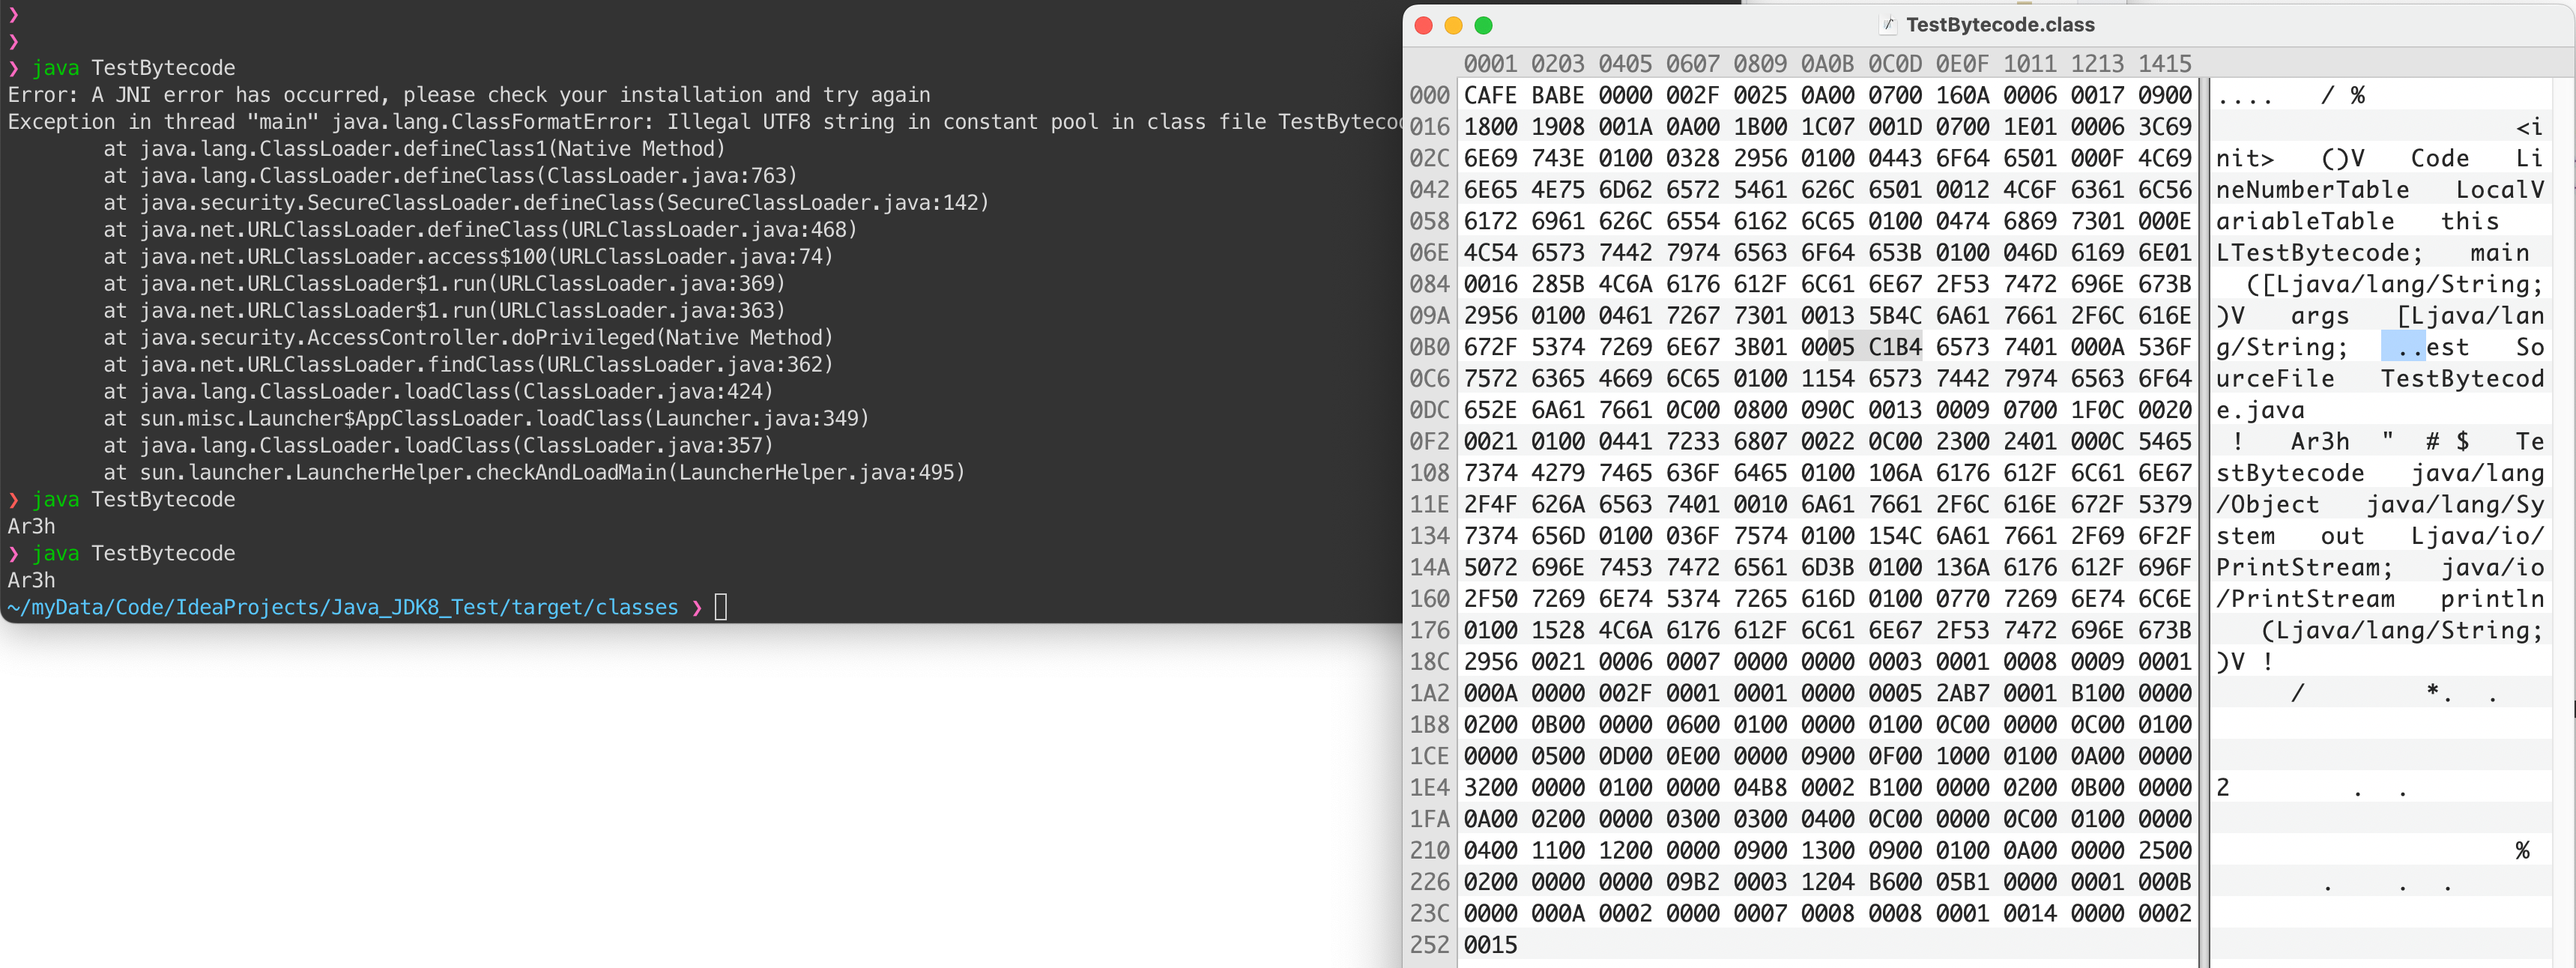 ❯
❯
❯ java TestBytecode
Error: A JNI error has occurred, please check your installation and try again
Exception in thread "main" java.lang.ClassFormatError: Illegal UTF8 string in constant pool in class file
        at java.lang.ClassLoader.defineClass1(Native Method)
        at java.lang.ClassLoader.defineClass(ClassLoader.java:763)
        at java.security.SecureClassLoader.defineClass(SecureClassLoader.java:142)
        at java.net.URLClassLoader.defineClass(URLClassLoader.java:468)
        at java.net.URLClassLoader.access$100(URLClassLoader.java:74)
        at java.net.URLClassLoader$1.run(URLClassLoader.java:369)
        at java.net.URLClassLoader$1.run(URLClassLoader.java:363)
        at java.security.AccessController.doPrivileged(Native Method)
        at java.net.URLClassLoader.findClass(URLClassLoader.java:362)
        at java.lang.ClassLoader.loadClass(ClassLoader.java:424)
        at sun.misc.Launcher$AppClassLoader.loadClass(Launcher.java:349)
        at java.lang.ClassLoader.loadClass(ClassLoader.java:357)
        at sun.launcher.LauncherHelper.checkAndLoadMain(LauncherHelper.java:495)
❯ java TestBytecode
Ar3h
❯ java TestBytecode
Ar3h
~/myData/Code/IdeaProjects/Java_JDK8_Test/target/classes ❯
TestBytecode.class
0001 0203 0405 0607 0809 0A0B 0C0D 0E0F 1011 1213 1415
000 CAFE BABE 0000 002F 0025 0A00 0700 160A 0006 0017 0900 .... / %
016 1800 1908 001A 0A00 1B00 1C07 001D 0700 1E01 0006 3C69 <i
02C 6E69 743E 0100 0328 2956 0100 0443 6F64 6501 000F 4C69 nit> ()V Code Li
042 6E65 4E75 6D62 6572 5461 626C 6501 0012 4C6F 6361 6C56 neNumberTable LocalV
058 6172 6961 626C 6554 6162 6C65 0100 0474 6869 7301 000E ariableTable this
06E 4C54 6573 7442 7974 6563 6F64 653B 0100 046D 6169 6E01 LTestBytecode; main
084 0016 285B 4C6A 6176 612F 6C61 6E67 2F53 7472 696E 673B ([Ljava/lang/String;
09A 2956 0100 0461 7267 7301 0013 5B4C 6A61 7661 2F6C 616E )V args [Ljava/lan
0B0 672F 5374 7269 6E67 3B01 0005 C1B4 6573 7401 000A 536F g/String; ..est So
0C6 7572 6365 4669 6C65 0100 1154 6573 7442 7974 6563 6F64 urceFile TestBytecod
0DC 652E 6A61 7661 0C00 0800 090C 0013 0009 0700 1F0C 0020 e.java
0F2 0021 0100 0441 7233 6807 0022 0C00 2300 2401 000C 5465 ! Ar3h " # $ Te
108 7374 4279 7465 636F 6465 0100 106A 6176 612F 6C61 6E67 stBytecode java/lang
11E 2F4F 626A 6563 7401 0010 6A61 7661 2F6C 616E 672F 5379 /Object java/lang/Sy
134 7374 656D 0100 036F 7574 0100 154C 6A61 7661 2F69 6F2F stem out Ljava/io/
14A 5072 696E 7453 7472 6561 6D3B 0100 136A 6176 612F 696F PrintStream; java/io
160 2F50 7269 6E74 5374 7265 616D 0100 0770 7269 6E74 6C6E /PrintStream println
176 0100 1528 4C6A 6176 612F 6C61 6E67 2F53 7472 696E 673B (Ljava/lang/String;
18C 2956 0021 0006 0007 0000 0000 0003 0001 0008 0009 0001 )V !
1A2 000A 0000 002F 0001 0001 0000 0005 2AB7 0001 B100 0000 / *. .
1B8 0200 0B00 0000 0600 0100 0000 0100 0C00 0000 0C00 0100
1CE 0000 0500 0D00 0E00 0000 0900 0F00 1000 0100 0A00 0000
1E4 3200 0000 0100 0000 04B8 0002 B100 0000 0200 0B00 0000 2 . .
1FA 0A00 0200 0000 0300 0300 0400 0C00 0000 0C00 0100 0000
210 0400 1100 1200 0000 0900 1300 0900 0100 0A00 0000 2500 %
226 0200 0000 0000 09B2 0003 1204 B600 05B1 0000 0001 000B . . .
23C 0000 000A 0002 0000 0007 0008 0008 0001 0014 0000 0002
252 0015